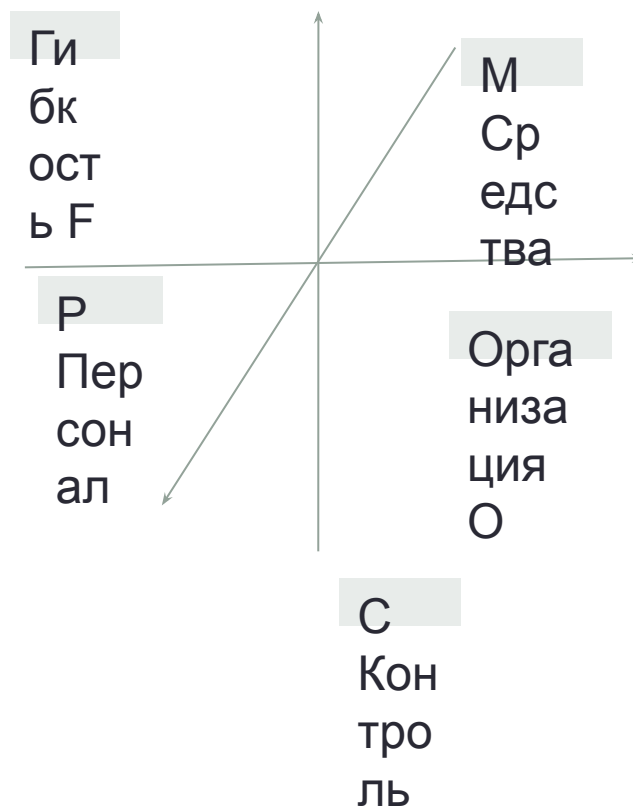 Ги
бк
ост
ь F
М
Ср
едс
тва
Р
Пер
сон
ал
Орга
низа
ция
О
С
Кон
тро
ль